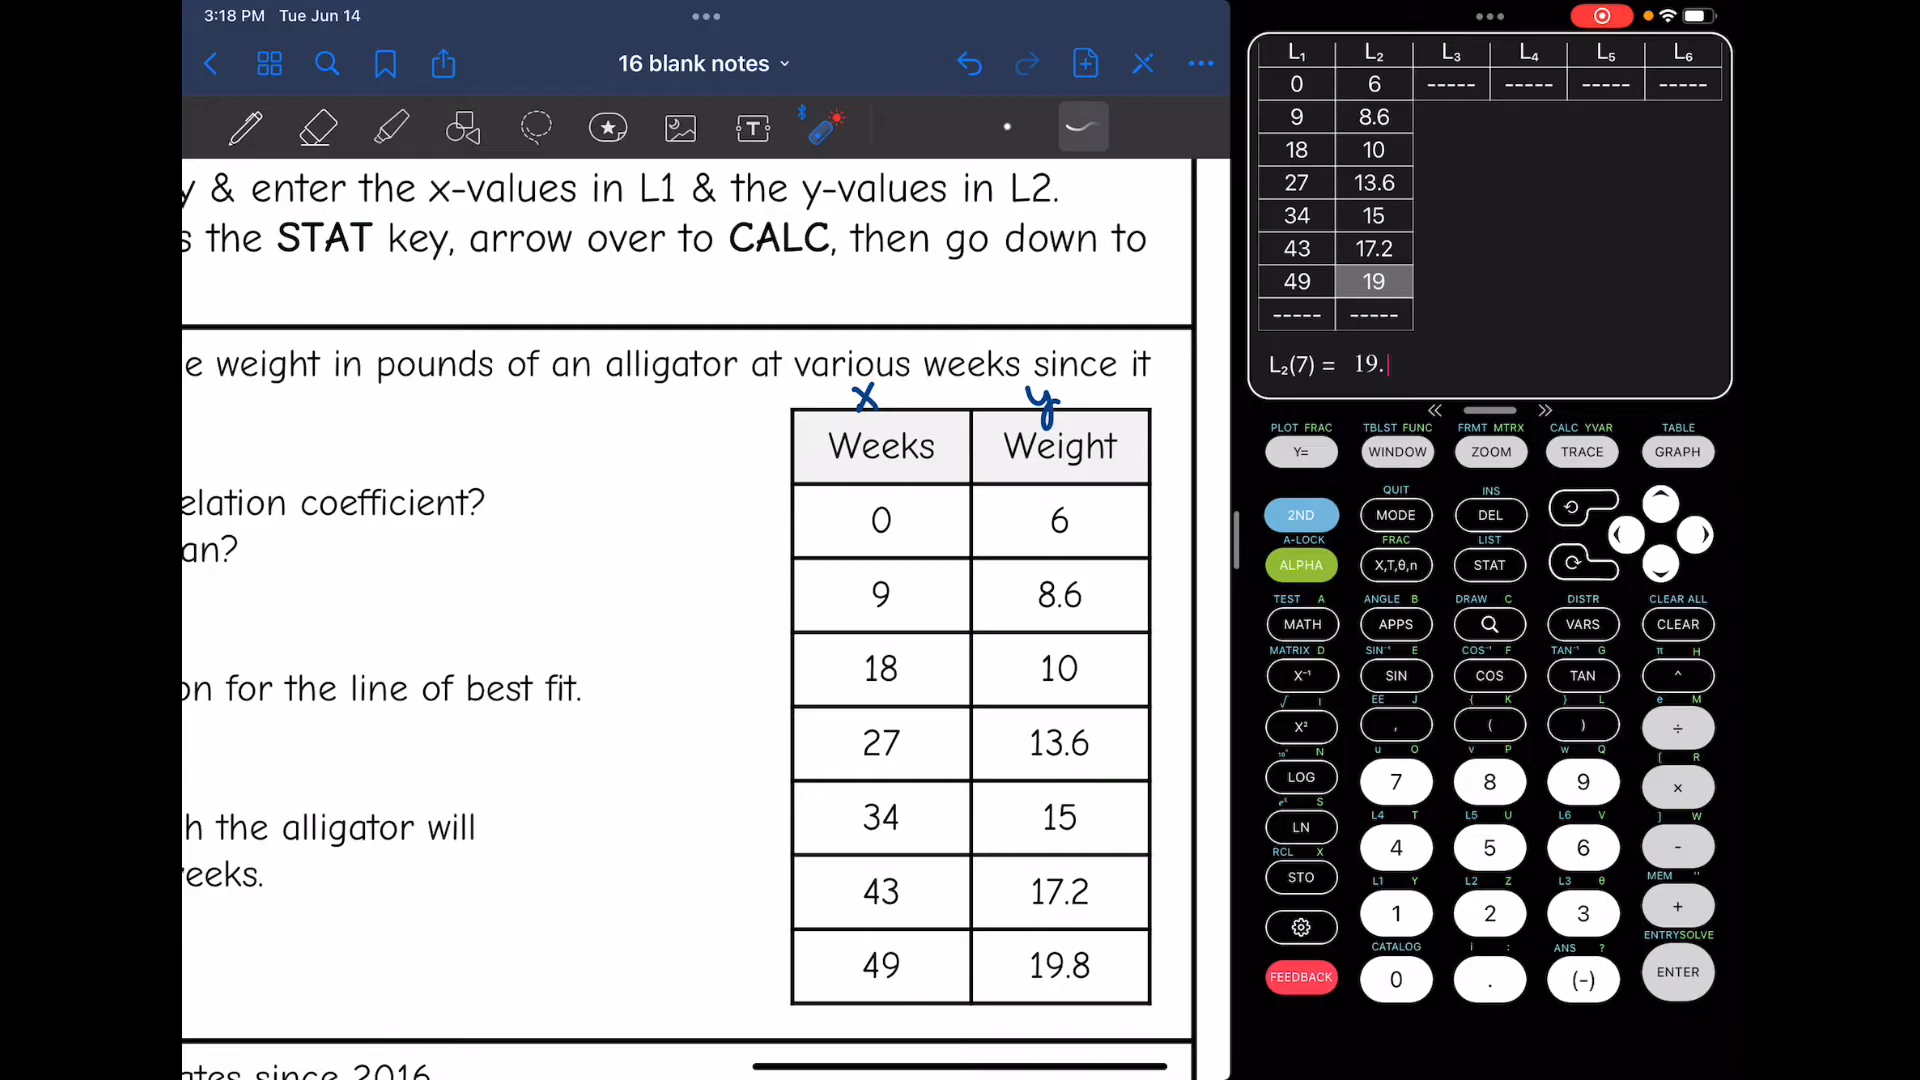 3:18 PM Tue Jun 14
16 blank notes
y & enter the x-values in L1 & the y-values in L2.
s the STAT key, arrow over to CALC, then go down to
e weight in pounds of an alligator at various weeks since it
x y
Weeks Weight
0 6
elation coefficient?
an?
9 8.6
18 10
on for the line of best fit.
27 13.6
34 15
h the alligator will
eeks.
43 17.2
49 19.8
ates since 2016
L1 L2 L3 L4 L5 L6
0 6 ----- ----- ----- -----
9 8.6
18 10
27 13.6
34 15
43 17.2
49 19
----- -----
L2(7) = 19.
PLOT FRAC TBLST FUNC FRMT MTRX CALC YVAR TABLE
Y= WINDOW ZOOM TRACE GRAPH
QUIT INS
2ND MODE DEL
A-LOCK FRAC LIST
ALPHA X,T,θ,n STAT
TEST A ANGLE B DRAW C DISTR CLEAR ALL
MATH APPS VARS CLEAR
MATRIX D SIN⁻¹ E COS⁻¹ F TAN⁻¹ G π H
X⁻¹ SIN COS TAN ^
√ I EE J { K } L e M
X² , ( ) ÷
10ˣ N u O v P w Q [ R
LOG 7 8 9 ×
eˣ S L4 T L5 U L6 V ] W
LN 4 5 6 -
RCL X L1 Y L2 Z L3 θ MEM "
STO 1 2 3 +
CATALOG i : ANS ? ENTRY SOLVE
FEEDBACK 0 . (-) ENTER